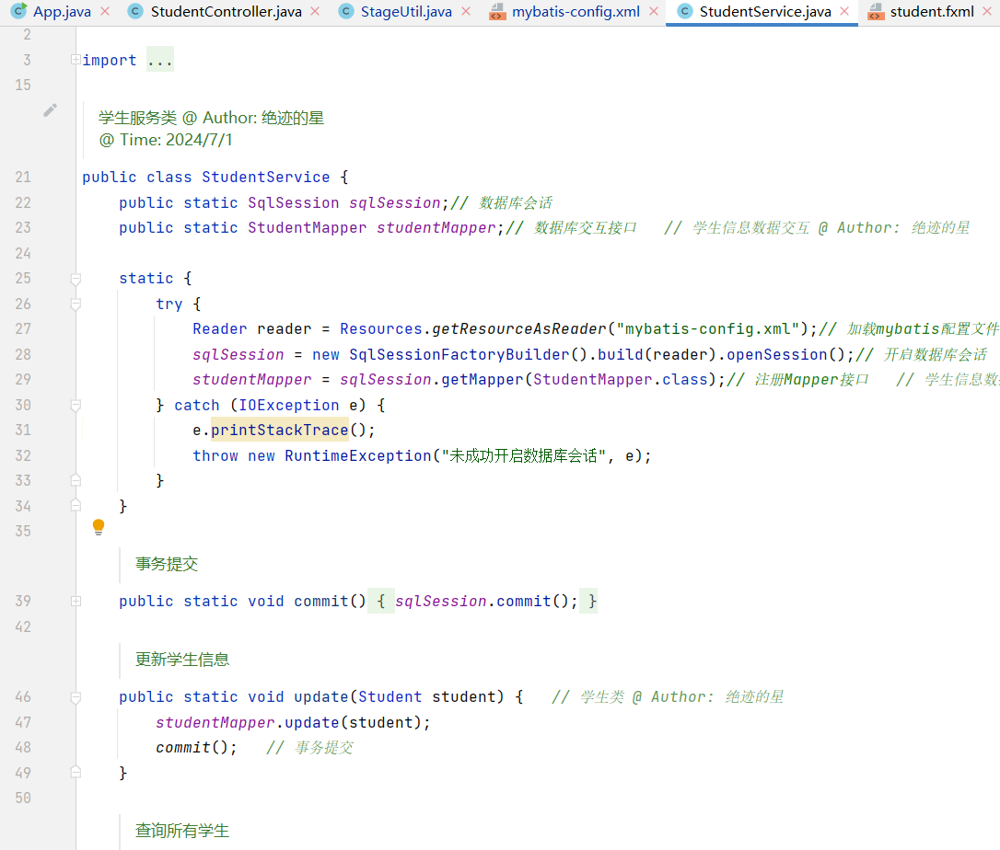 App.java StudentController.java StageUtil.java mybatis-config.xml StudentService.java student.fxml
2
3 import ...
15
学生服务类 @ Author: 绝迹的星
@ Time: 2024/7/1
21 public class StudentService {
22 public static SqlSession sqlSession;// 数据库会话
23 public static StudentMapper studentMapper;// 数据库交互接口 // 学生信息数据交互 @ Author: 绝迹的星
24
25 static {
26 try {
27 Reader reader = Resources.getResourceAsReader("mybatis-config.xml");// 加载mybatis配置文件
28 sqlSession = new SqlSessionFactoryBuilder().build(reader).openSession();// 开启数据库会话
29 studentMapper = sqlSession.getMapper(StudentMapper.class);// 注册Mapper接口 // 学生信息数
30 } catch (IOException e) {
31 e.printStackTrace();
32 throw new RuntimeException("未成功开启数据库会话", e);
33 }
34 }
35
事务提交
39 public static void commit() { sqlSession.commit(); }
42
更新学生信息
46 public static void update(Student student) { // 学生类 @ Author: 绝迹的星
47 studentMapper.update(student);
48 commit(); // 事务提交
49 }
50
查询所有学生